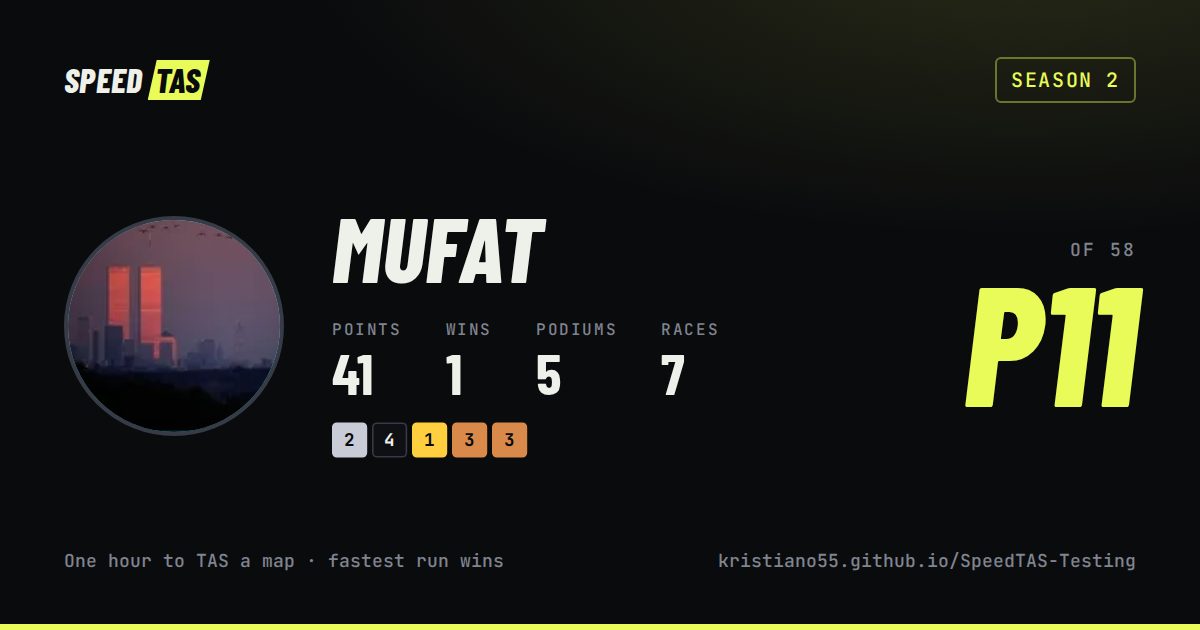 SPEED TAS
SEASON 2
MUFAT
POINTS WINS PODIUMS RACES
41 1 5 7
2 4 1 3 3
OF 58
P11
One hour to TAS a map · fastest run wins
kristiano55.github.io/SpeedTAS-Testing